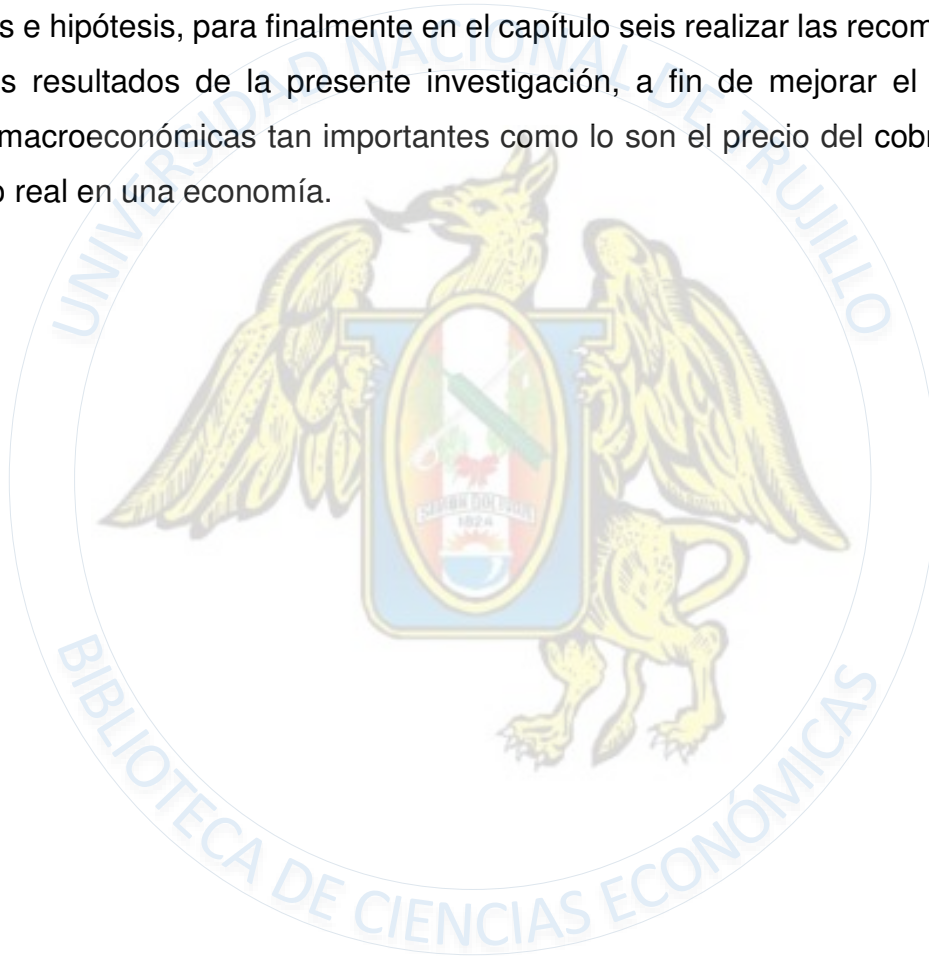 s e hipótesis, para finalmente en el capítulo seis realizar las recom
s resultados de la presente investigación, a fin de mejorar el
macroeconómicas tan importantes como lo son el precio del cobr
o real en una economía.
UNIVERSIDAD NACIONAL DE TRUJILLO
1824
BIBLIOTECA DE CIENCIAS ECONÓMICAS